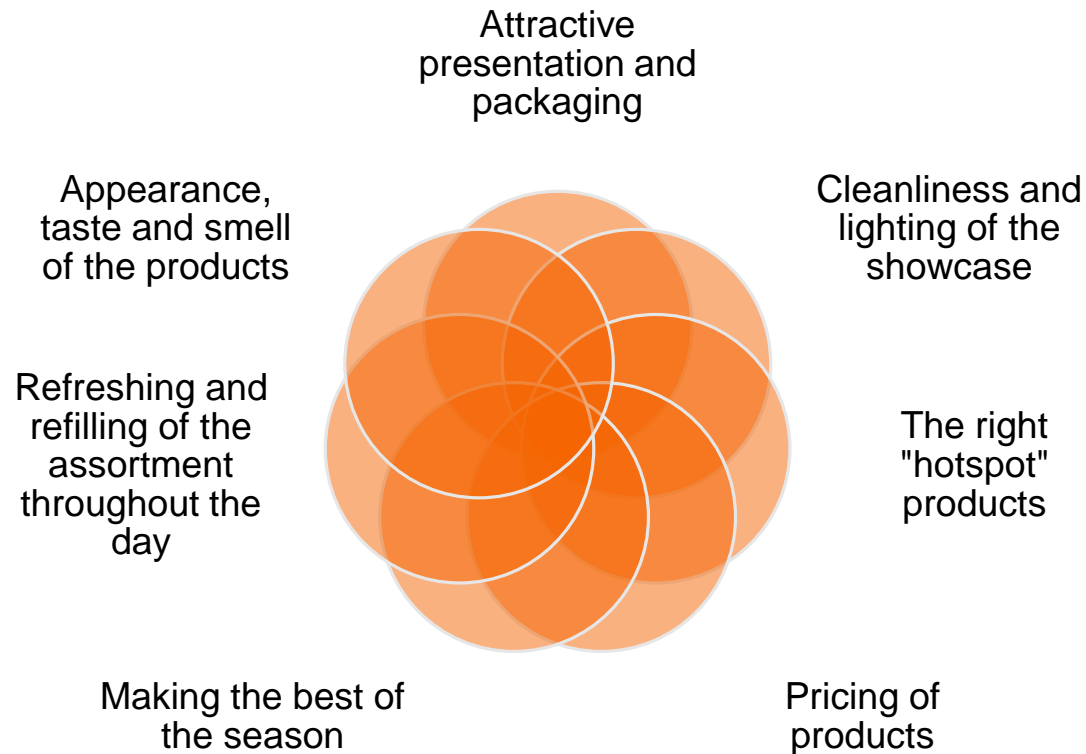 Attractive
presentation and
packaging
Cleanliness and
lighting of the
showcase
The right
"hotspot"
products
Pricing of
products
Making the best of
the season
Refreshing and
refilling of the
assortment
throughout the
day
Appearance,
taste and smell
of the products